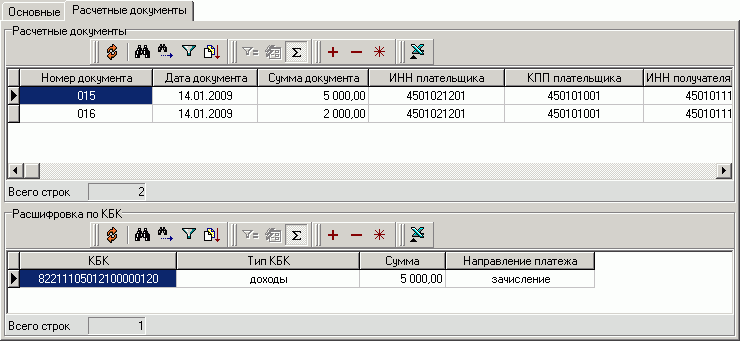 Основные Расчетные документы
Расчетные документы
Номер документа Дата документа Сумма документа ИНН плательщика КПП плательщика ИНН получателя
015 14.01.2009 5 000,00 4501021201 450101001 45010111
016 14.01.2009 2 000,00 4501021201 450101001 45010111
Всего строк 2
Расшифровка по КБК
КБК Тип КБК Сумма Направление платежа
82211105012100000120 доходы 5 000,00 зачисление
Всего строк 1